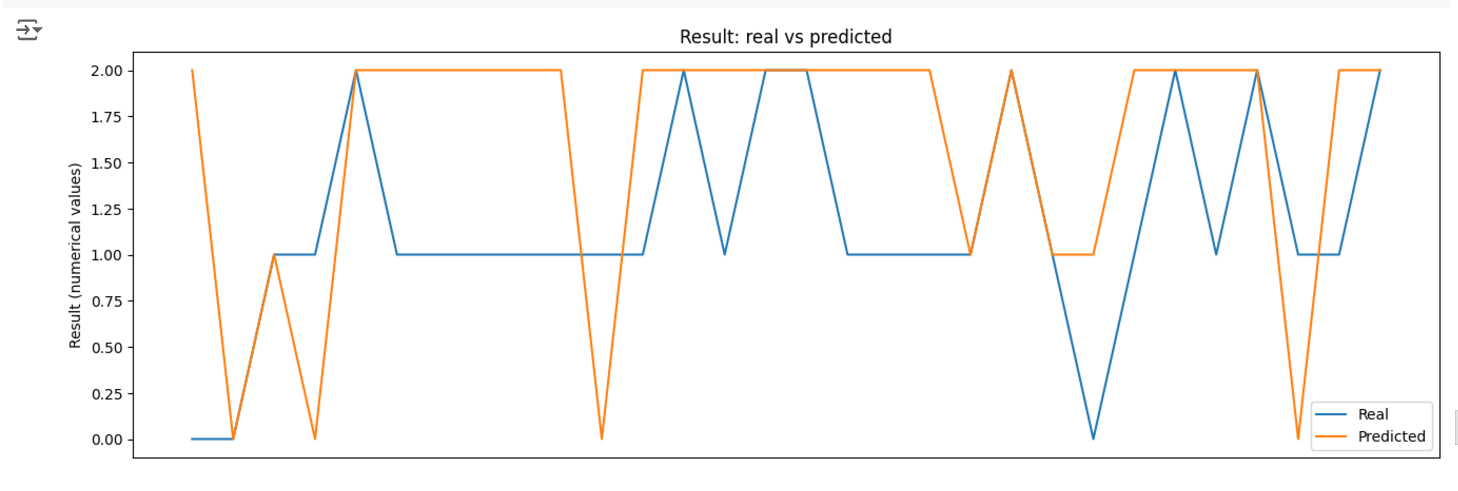 Result: real vs predicted
2.00
1.75
1.50
1.25
1.00
0.75
0.50
0.25
0.00
Result (numerical values)
Real
Predicted